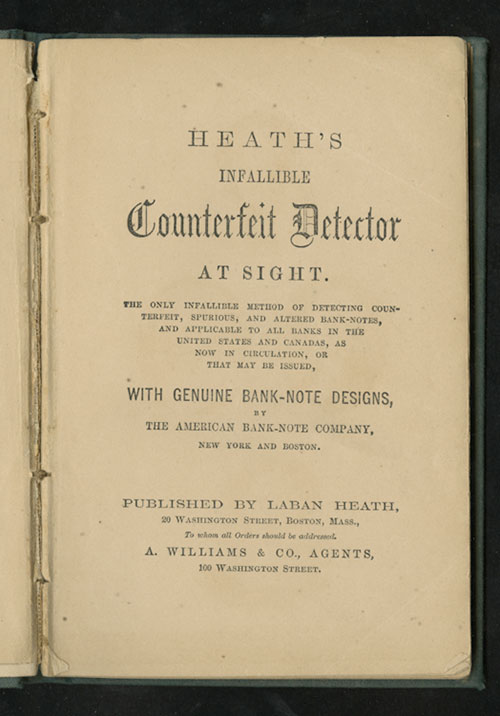 HEATH'S
INFALLIBLE
Counterfeit Detector
AT SIGHT.
THE ONLY INFALLIBLE METHOD OF DETECTING COUN-
TERFEIT, SPURIOUS, AND ALTERED BANK-NOTES,
AND APPLICABLE TO ALL BANKS IN THE
UNITED STATES AND CANADAS, AS
NOW IN CIRCULATION, OR
THAT MAY BE ISSUED,
WITH GENUINE BANK-NOTE DESIGNS,
BY
THE AMERICAN BANK-NOTE COMPANY,
NEW YORK AND BOSTON.
PUBLISHED BY LABAN HEATH,
20 WASHINGTON STREET, BOSTON, MASS.,
To whom all Orders should be addressed.
A. WILLIAMS & CO., AGENTS,
100 WASHINGTON STREET.